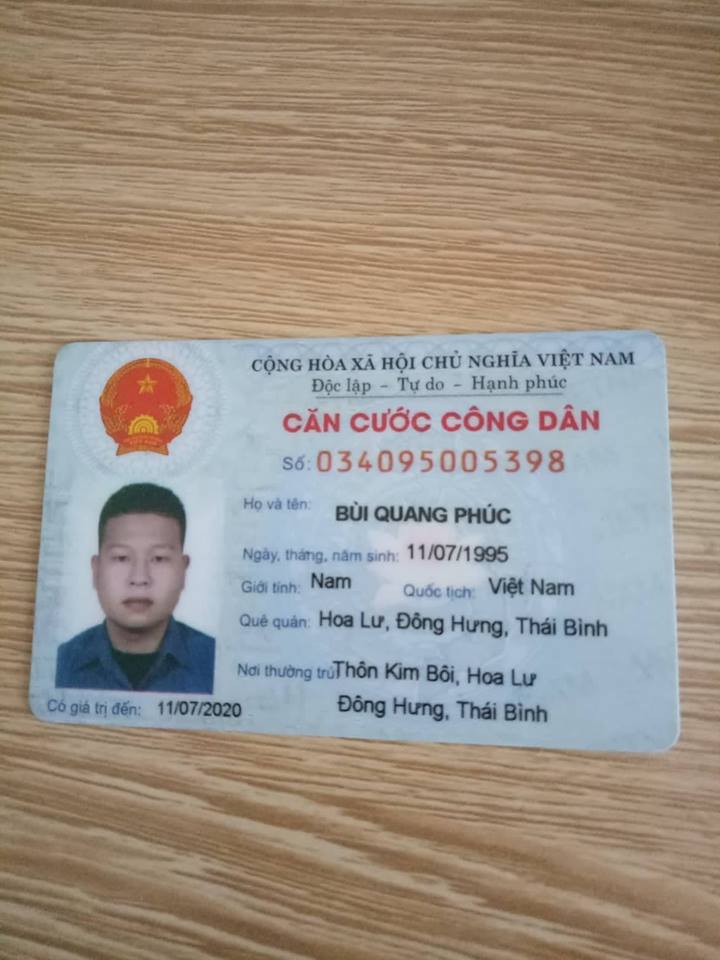 CỘNG HÒA XÃ HỘI CHỦ NGHĨA VIỆT NAM
Độc lập - Tự do - Hạnh phúc
CĂN CƯỚC CÔNG DÂN
Số: 034095005398
Họ và tên: BÙI QUANG PHÚC
Ngày, tháng, năm sinh: 11/07/1995
Giới tính: Nam Quốc tịch: Việt Nam
Quê quán: Hoa Lư, Đông Hưng, Thái Bình
Nơi thường trú: Thôn Kim Bôi, Hoa Lư
Đông Hưng, Thái Bình
Có giá trị đến: 11/07/2020